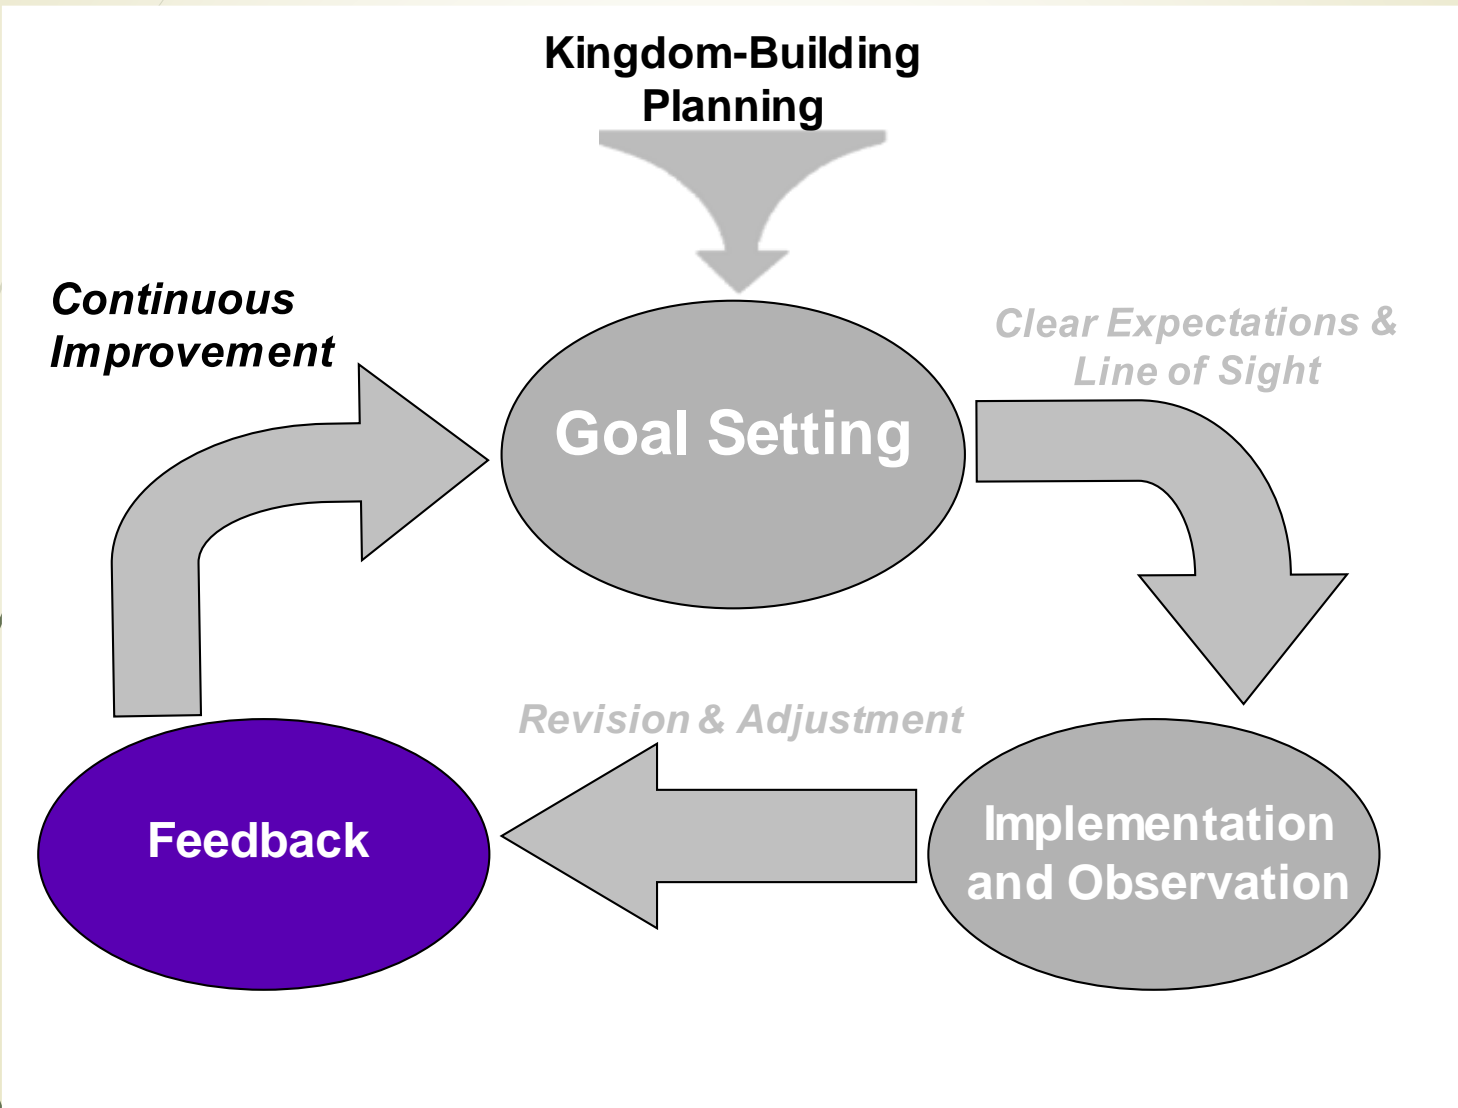 Kingdom-Building
Planning
Continuous
Improvement
Clear Expectations &
Line of Sight
Goal Setting
Revision & Adjustment
Feedback
Implementation
and Observation